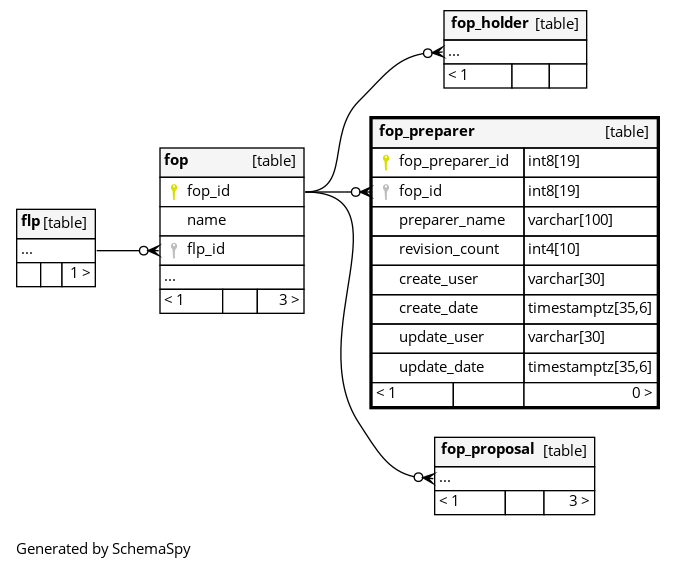 fop_holder [table]
...
< 1
fop_preparer [table]
fop_preparer_id int8[19]
fop_id int8[19]
preparer_name varchar[100]
revision_count int4[10]
create_user varchar[30]
create_date timestamptz[35,6]
update_user varchar[30]
update_date timestamptz[35,6]
< 1 0 >
fop [table]
fop_id
name
flp_id
...
< 1 3 >
flp [table]
...
1 >
fop_proposal [table]
...
< 1 3 >
Generated by SchemaSpy